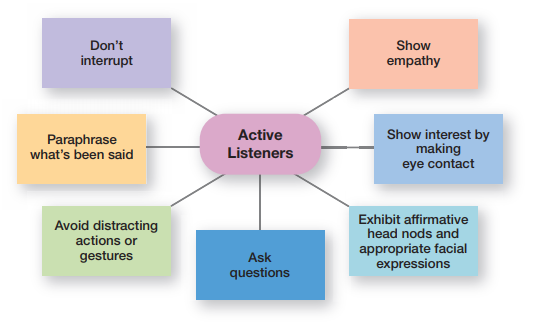 Don't
interrupt
Show
empathy
Active
Listeners
Paraphrase
what's been said
Show interest by
making
eye contact
Avoid distracting
actions or
gestures
Ask
questions
Exhibit affirmative
head nods and
appropriate facial
expressions